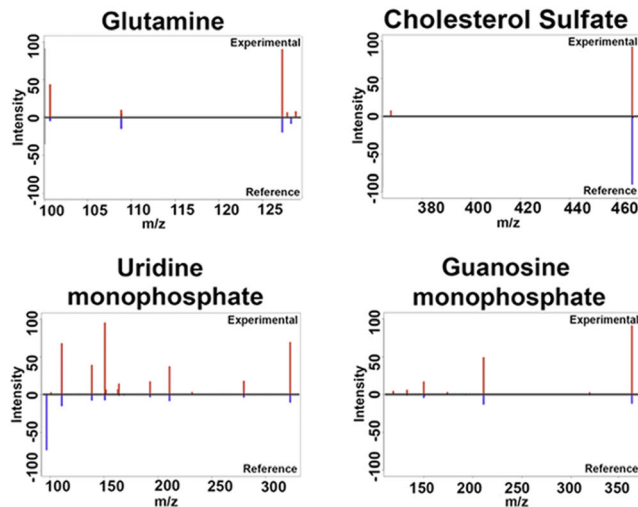 Glutamine
Experimental
Intensity
100
50
0
-50
-100
Reference
100 105 110 115 120 125
m/z
Cholesterol Sulfate
Experimental
Intensity
100
50
0
-50
-100
Reference
380 400 420 440 460
m/z
Uridine
monophosphate
Experimental
Intensity
100
50
0
-50
-100
Reference
100 150 200 250 300
m/z
Guanosine
monophosphate
Experimental
Intensity
100
50
0
-50
-100
Reference
150 200 250 300 350
m/z